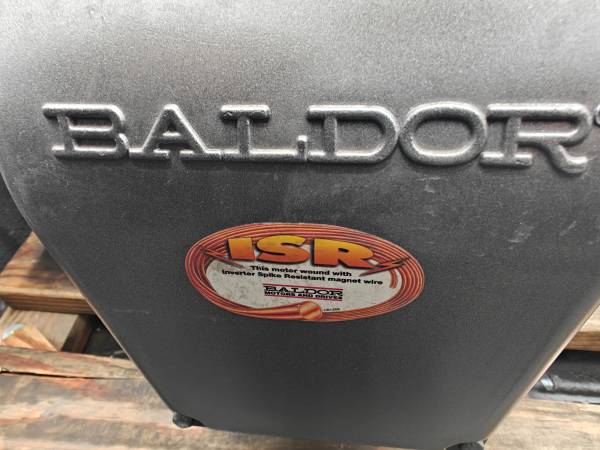 BALDOR
ISR
This motor wound with
Inverter Spike Resistant magnet wire
BALDOR
MOTORS AND DRIVES